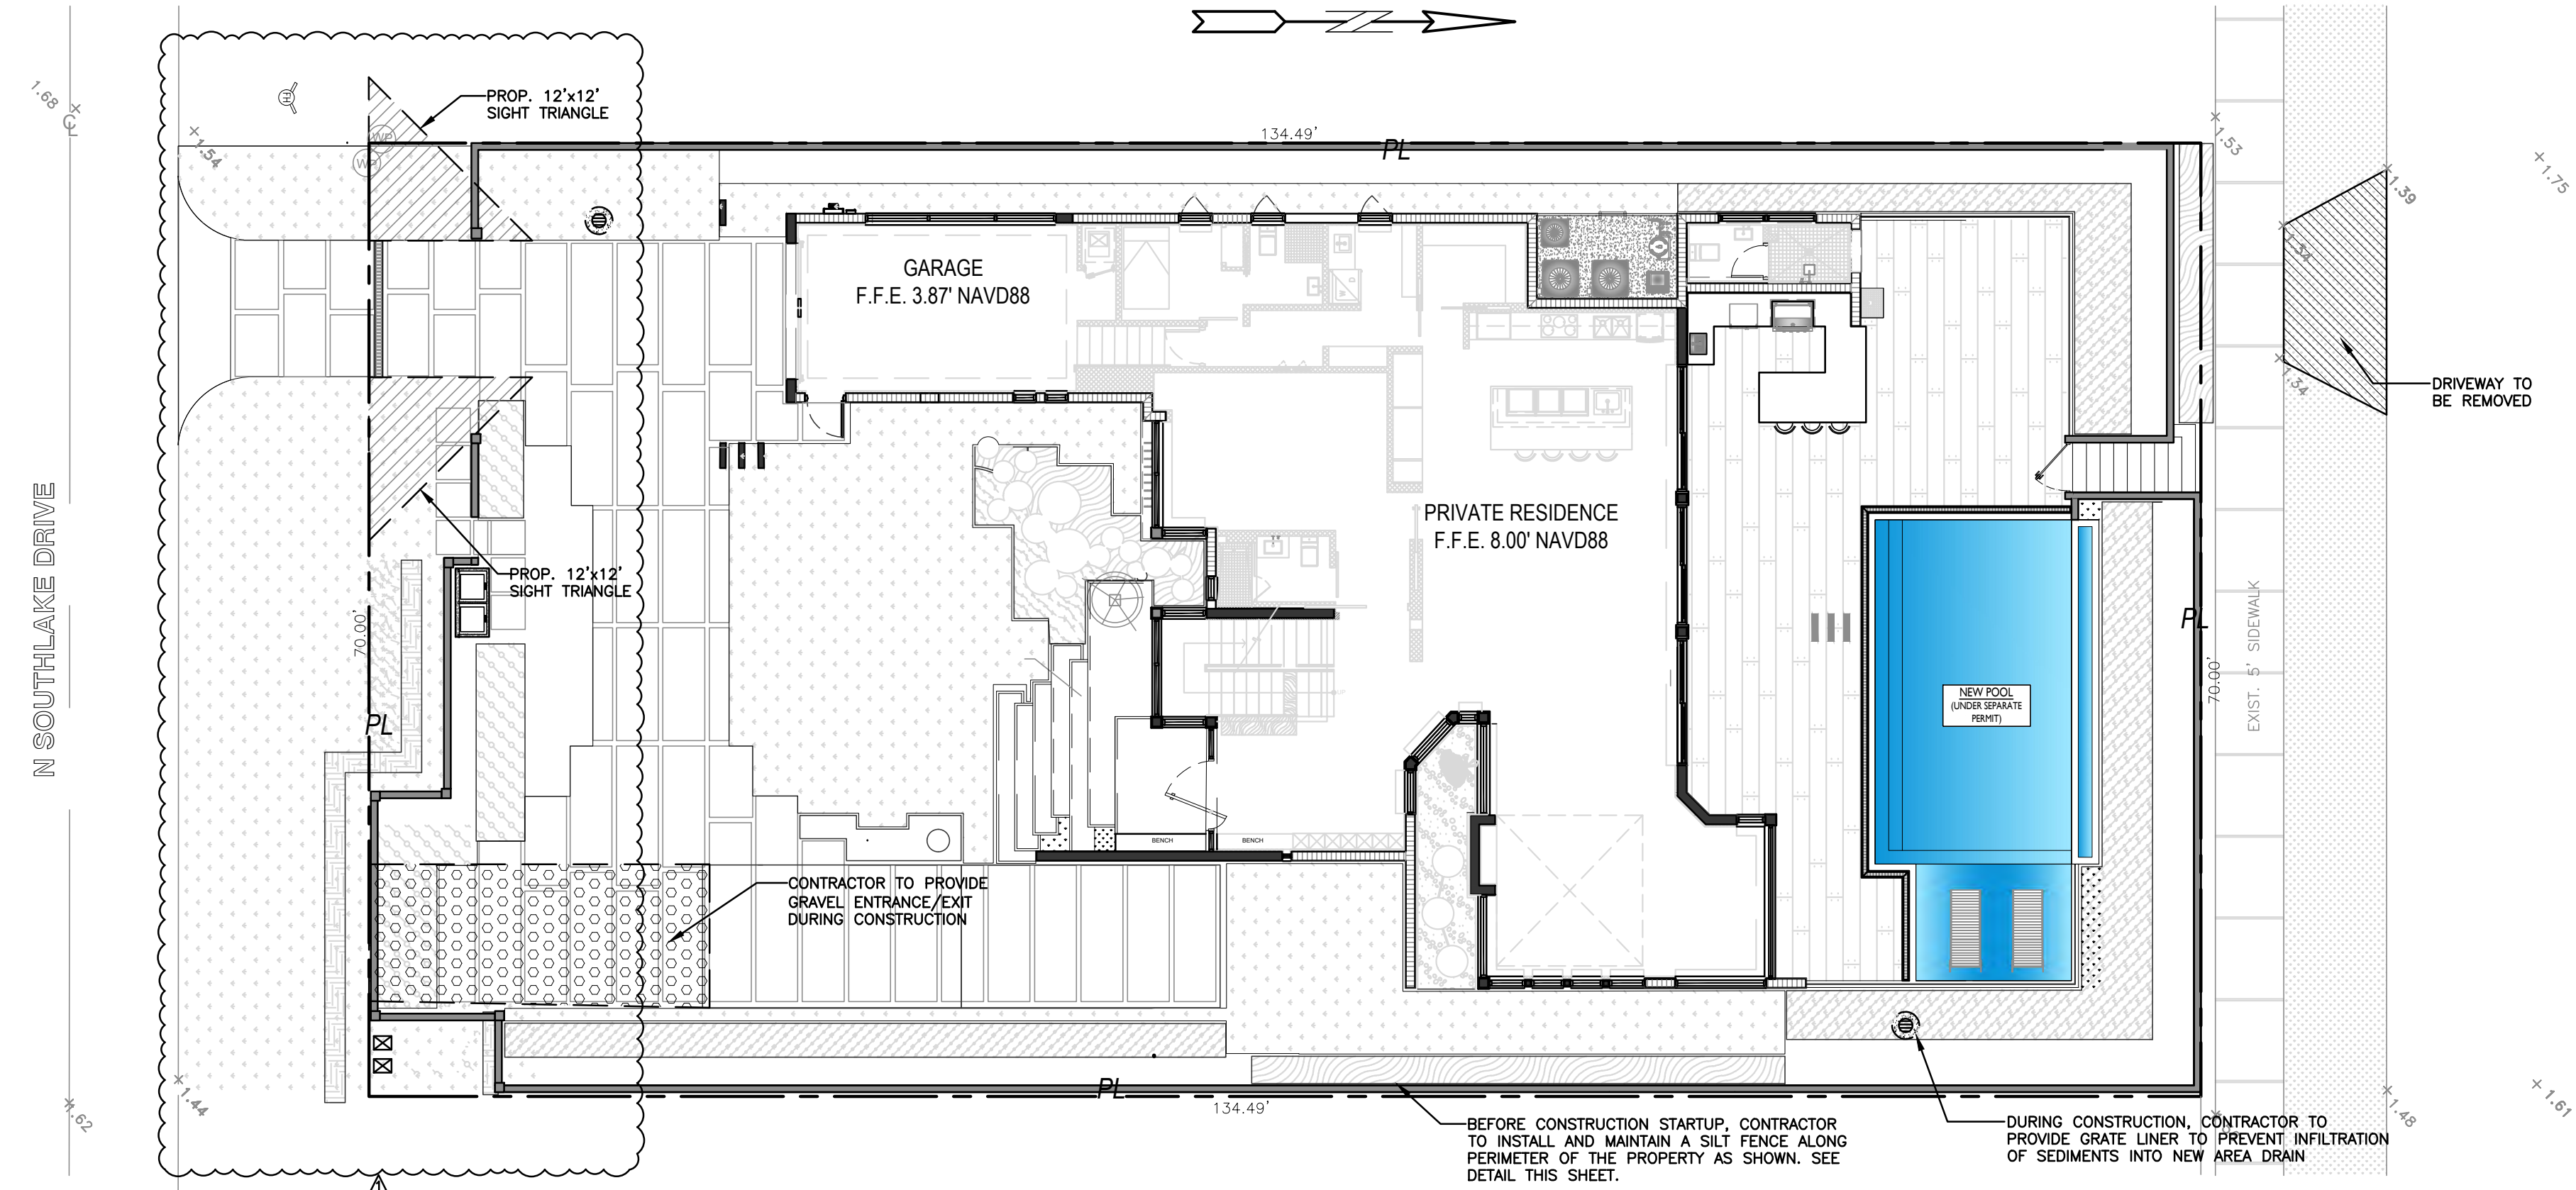 Z
1.68
CL
FH
PROP. 12'x12'
SIGHT TRIANGLE
WP
WP
1.54
134.49'
PL
1.53
1.39
1.75
GARAGE
F.F.E. 3.87' NAVD88
1.34
1.34
DRIVEWAY TO
BE REMOVED
N SOUTHLAKE DRIVE
PROP. 12'x12'
SIGHT TRIANGLE
70.00'
PL
PRIVATE RESIDENCE
F.F.E. 8.00' NAVD88
NEW POOL
(UNDER SEPARATE
PERMIT)
PL
70.00'
EXIST. 5' SIDEWALK
BENCH
BENCH
CONTRACTOR TO PROVIDE
GRAVEL ENTRANCE/EXIT
DURING CONSTRUCTION
1.62
1.44
PL
134.49'
BEFORE CONSTRUCTION STARTUP, CONTRACTOR
TO INSTALL AND MAINTAIN A SILT FENCE ALONG
PERIMETER OF THE PROPERTY AS SHOWN. SEE
DETAIL THIS SHEET.
DURING CONSTRUCTION, CONTRACTOR TO
PROVIDE GRATE LINER TO PREVENT INFILTRATION
OF SEDIMENTS INTO NEW AREA DRAIN
1.48
1.61
1